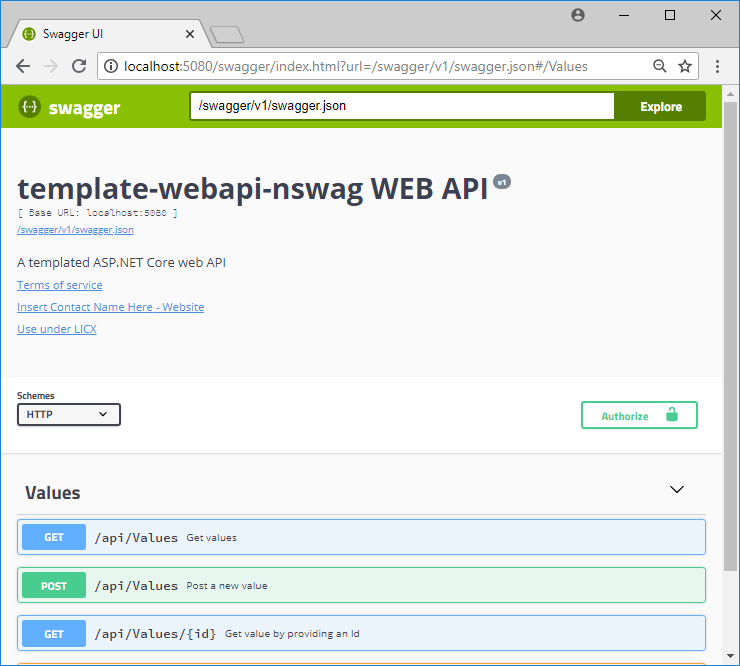 Swagger UI
localhost:5080/swagger/index.html?url=/swagger/v1/swagger.json#/Values
{··} swagger /swagger/v1/swagger.json Explore
template-webapi-nswag WEB API v1
[ Base URL: localhost:5080 ]
/swagger/v1/swagger.json
A templated ASP.NET Core web API
Terms of service
Insert Contact Name Here - Website
Use under LICX
Schemes
HTTP Authorize
Values
GET /api/Values Get values
POST /api/Values Post a new value
GET /api/Values/{id} Get value by providing an Id